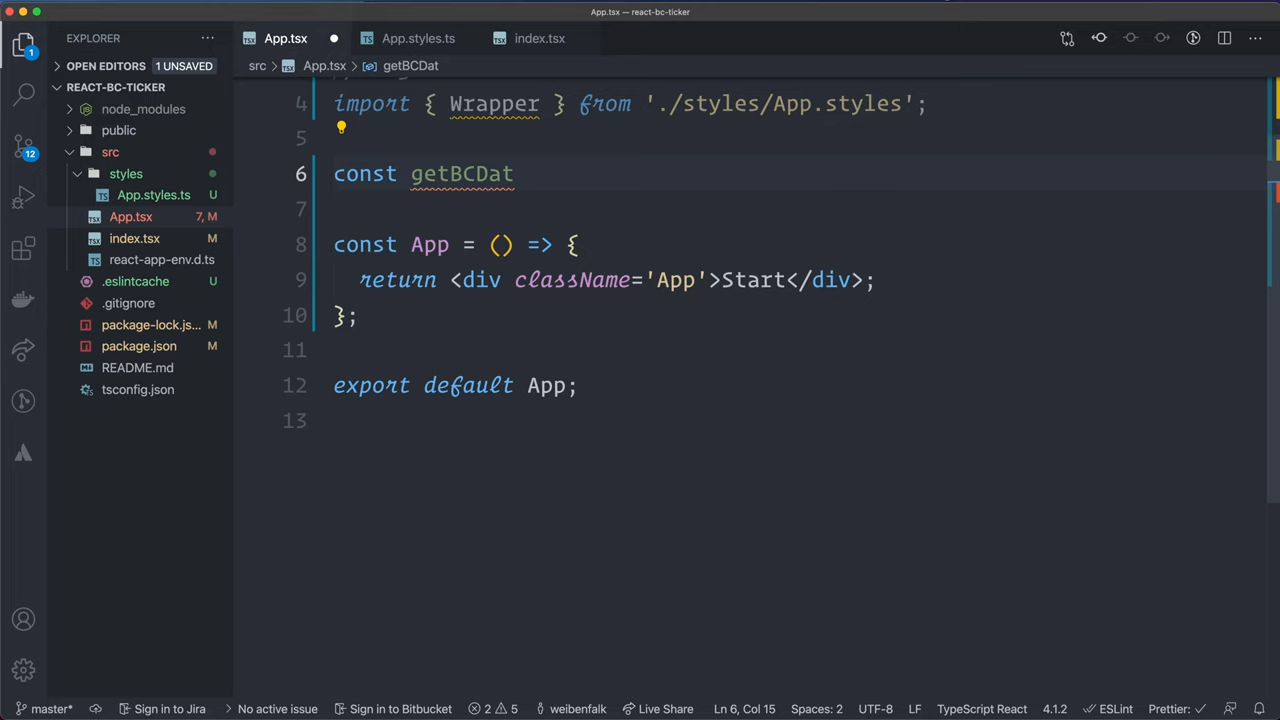 App.tsx — react-bc-ticker
EXPLORER
App.tsx
App.styles.ts
index.tsx
OPEN EDITORS 1 UNSAVED
src > App.tsx > getBCDat
REACT-BC-TICKER
node_modules
public
src
styles
App.styles.ts U
App.tsx 7, M
index.tsx M
react-app-env.d.ts
.eslintcache U
.gitignore
package-lock.js... M
package.json M
README.md
tsconfig.json
1
12
4 import { Wrapper } from './styles/App.styles';
5
6 const getBCDat
7
8 const App = () => {
9 return <div className='App'>Start</div>;
10 };
11
12 export default App;
13
master* Sign in to Jira No active issue Sign in to Bitbucket 2 5 weibenfalk Live Share Ln 6, Col 15 Spaces: 2 UTF-8 LF TypeScript React 4.1.2 ESLint Prettier: ✓